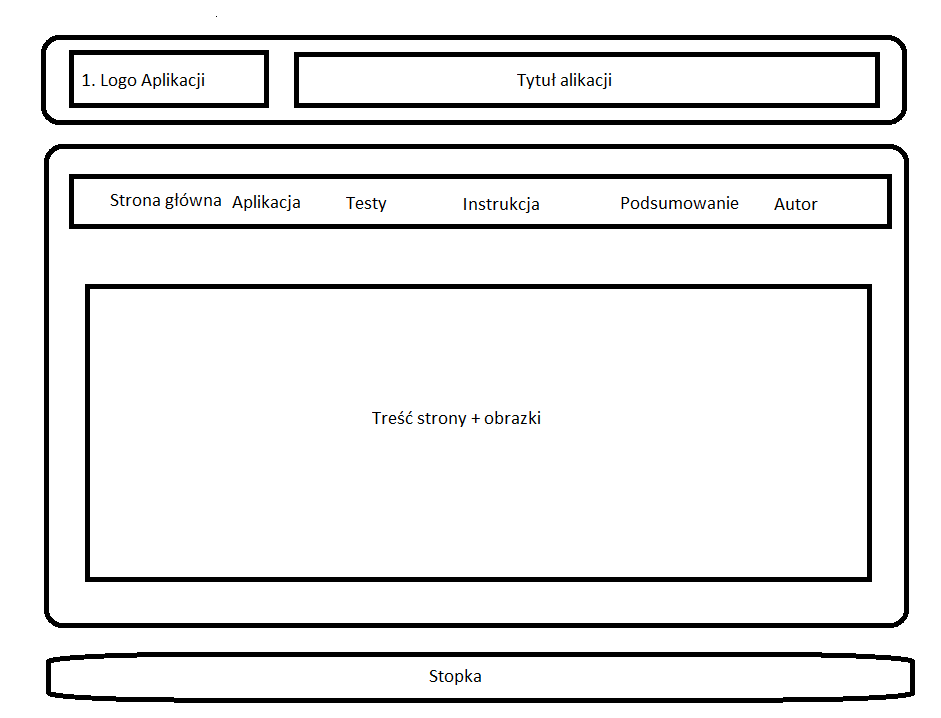 1. Logo Aplikacji
Tytuł alikacji
Strona główna Aplikacja Testy Instrukcja Podsumowanie Autor
Treść strony + obrazki
Stopka